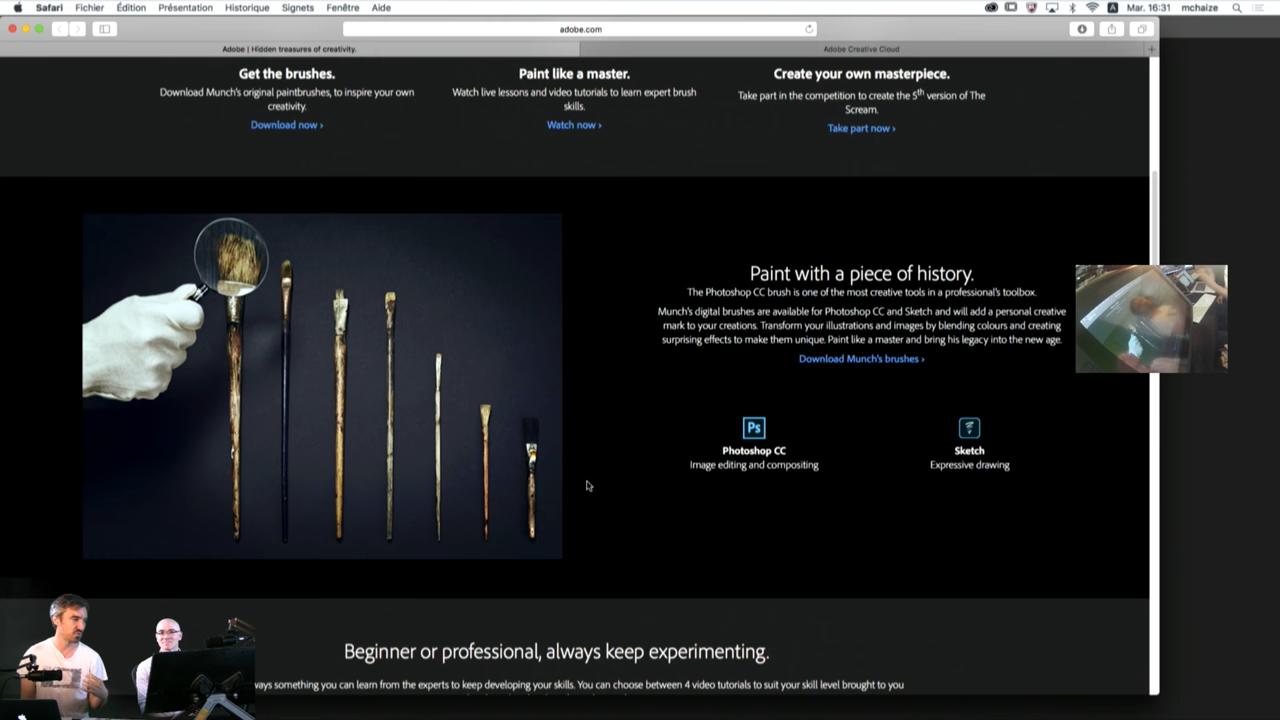 Safari Fichier Édition Présentation Historique Signets Fenêtre Aide
Mar. 16:31 mchaize
adobe.com
Adobe | Hidden treasures of creativity.
Adobe Creative Cloud
Get the brushes.
Download Munch's original paintbrushes, to inspire your own
creativity.
Download now ›
Paint like a master.
Watch live lessons and video tutorials to learn expert brush
skills.
Watch now ›
Create your own masterpiece.
Take part in the competition to create the 5th version of The
Scream.
Take part now ›
Paint with a piece of history.
The Photoshop CC brush is one of the most creative tools in a professional's toolbox.
Munch's digital brushes are available for Photoshop CC and Sketch and will add a personal creative
mark to your creations. Transform your illustrations and images by blending colours and creating
surprising effects to make them unique. Paint like a master and bring his legacy into the new age.
Download Munch's brushes ›
Ps
Photoshop CC
Image editing and compositing
Sketch
Expressive drawing
Beginner or professional, always keep experimenting.
ways something you can learn from the experts to keep developing your skills. You can choose between 4 video tutorials to suit your skill level brought to you